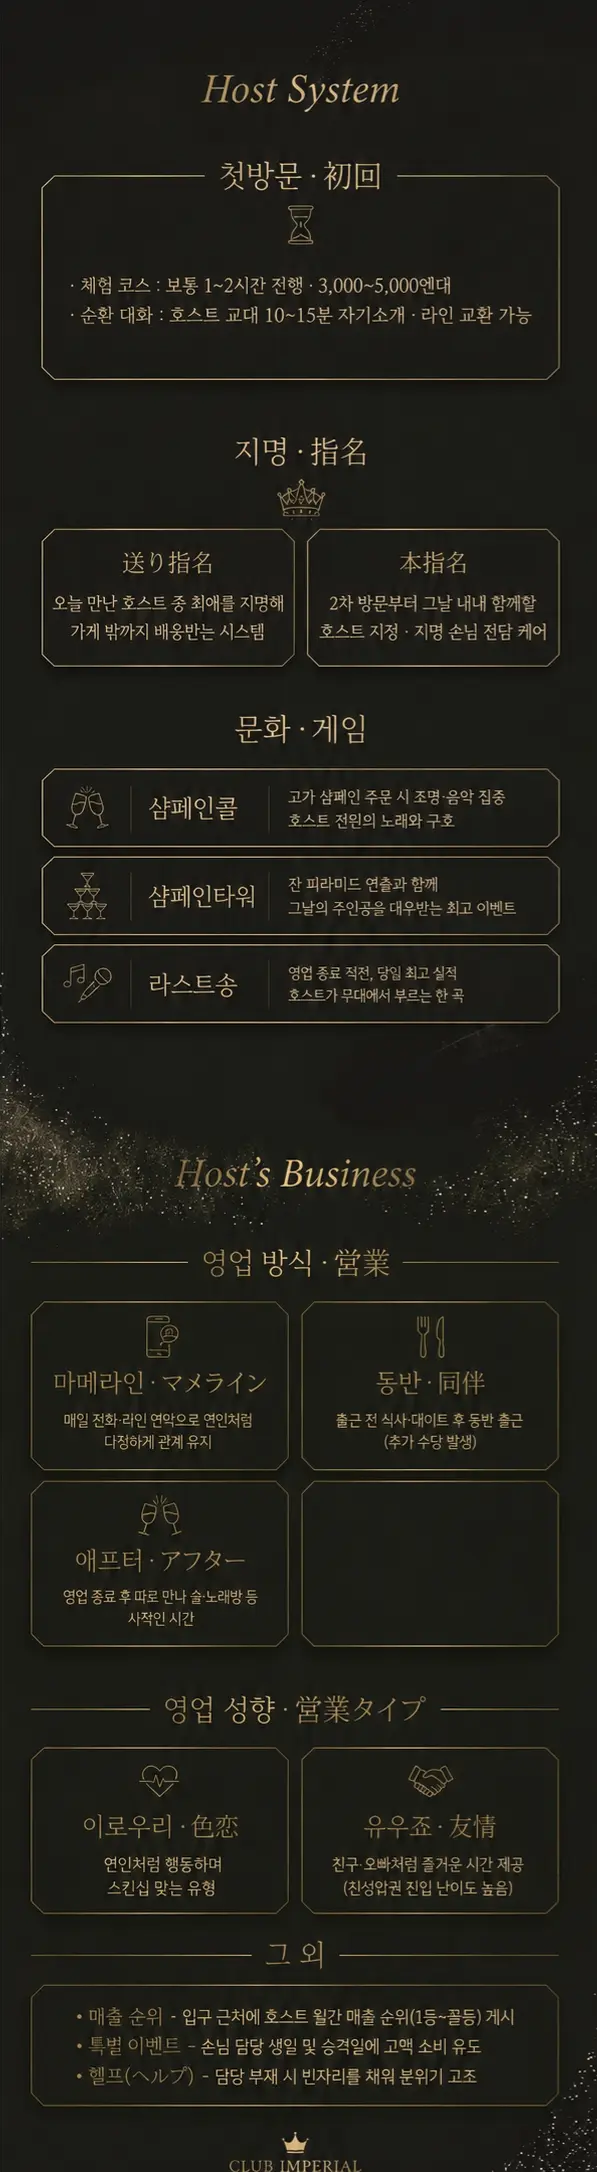 Host System
첫방문 · 初回
· 체험 코스 : 보통 1~2시간 전행 · 3,000~5,000엔대
· 순환 대화 : 호스트 교대 10~15분 자기소개 · 라인 교환 가능
지명 · 指名
送り指名
오늘 만난 호스트 종 최애를 지명해
가게 밖까지 배웅받는 시스템
本指名
2차 방문부터 그날 내내 함께할
호스트 지정 · 지명 손님 전담 케어
문화 · 게임
샴페인콜
고가 샴페인 주문 시 조명·음악 집중
호스트 전원의 노래와 구호
샴페인타워
잔 피라미드 연출과 함께
그날의 주인공을 대우받는 최고 이벤트
라스트송
영업 종료 직전, 당일 최고 실적
호스트가 무대에서 부르는 한 곡
Host's Business
영업 방식 · 営業
마메라인 · マメライン
매일 전화·라인 연악으로 연인처럼
다정하게 관계 유지
동반 · 同伴
출근 전 식사·대이트 후 동반 출근
(추가 수당 발생)
애프터 · アフター
영업 종료 후 따로 만나 술·노래방 등
사적인 시간
영업 성향 · 営業タイプ
이로우리 · 色恋
연인처럼 행동하며
스킨십 맞는 유형
유우죠 · 友情
친구·오빠처럼 즐거운 시간 제공
(친성압권 진입 난이도 높음)
그 외
• 매출 순위 - 입구 근처에 호스트 월간 매출 순위(1등~꼴등) 게시
• 특별 이벤트 - 손님 담당 생일 및 승격일에 고액 소비 유도
• 헬프(ヘルプ) - 담당 부재 시 빈자리를 채워 분위기 고조
CLUB IMPERIAL